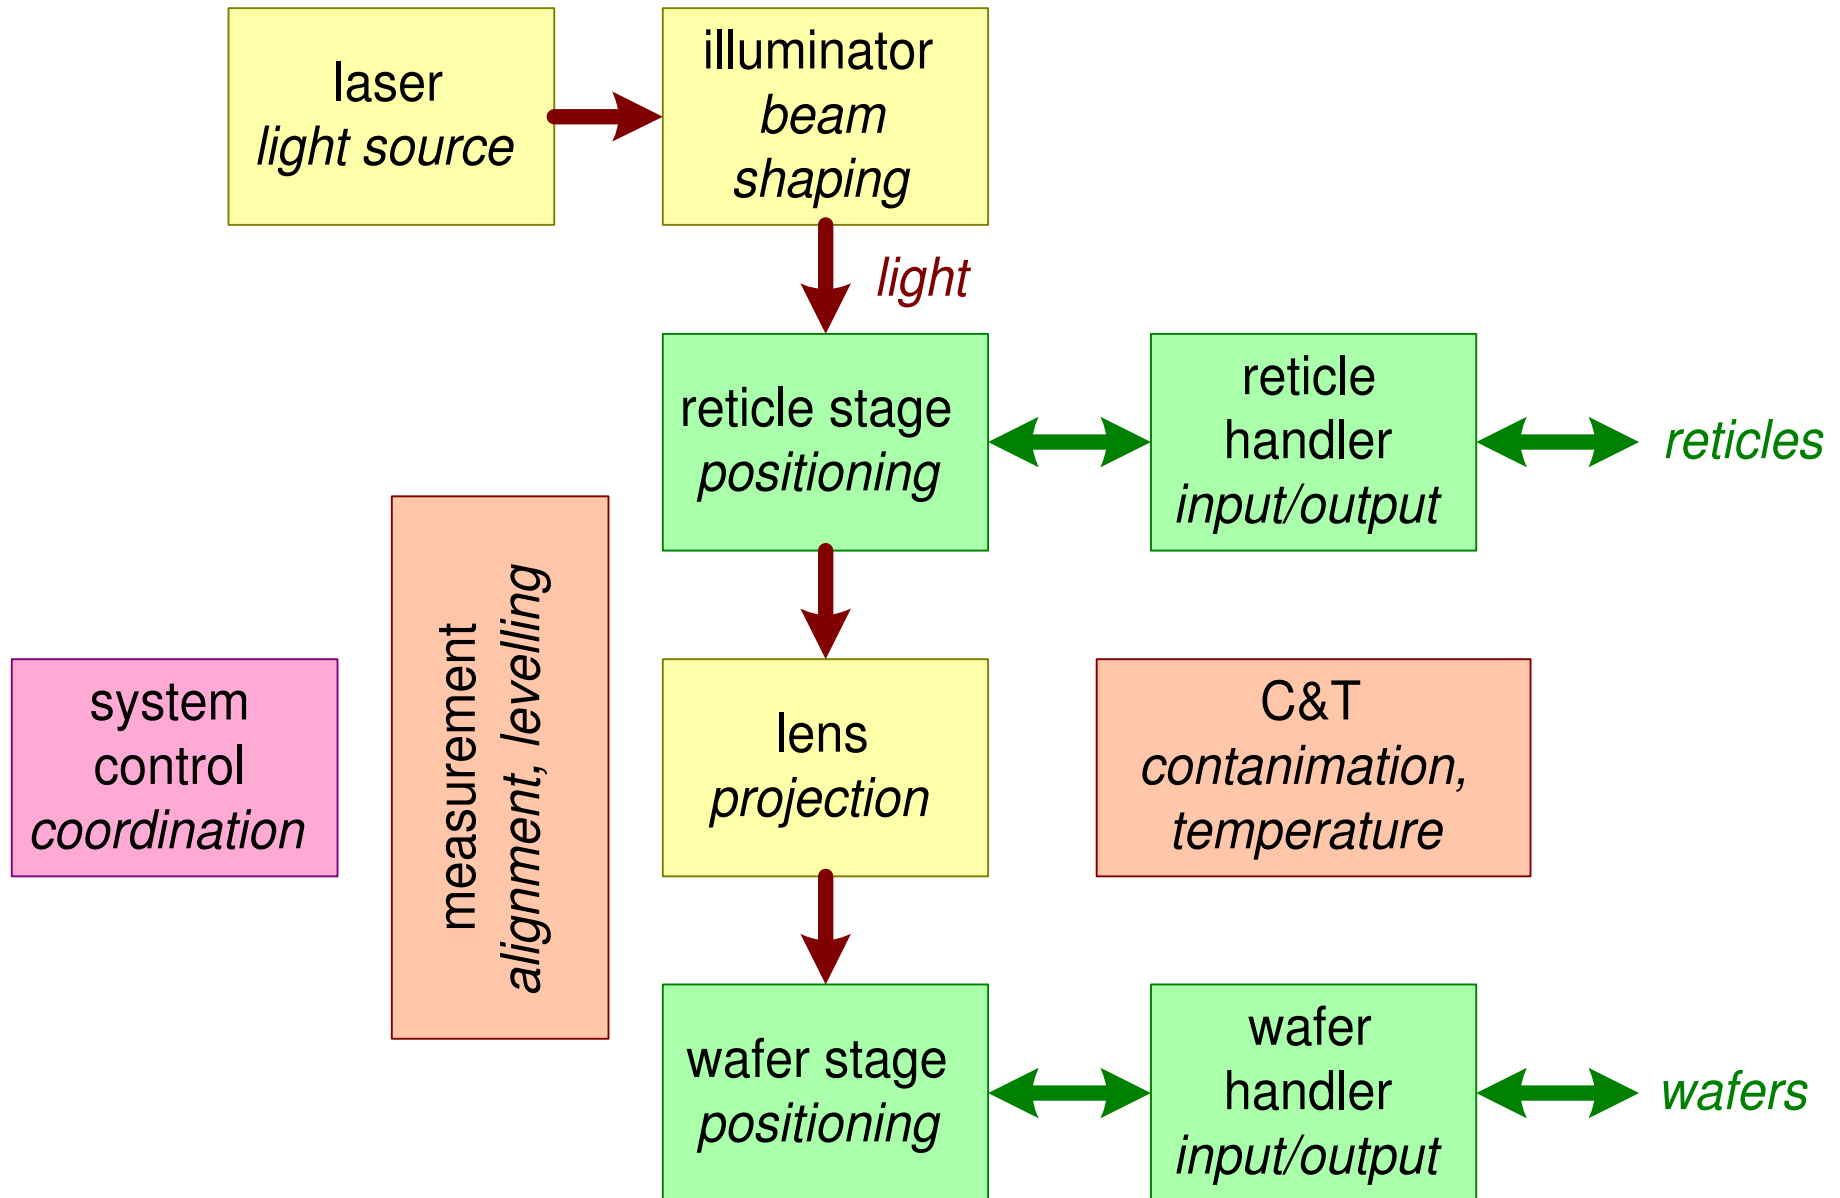 laser
light source
illuminator
beam
shaping
light
reticle stage
positioning
reticle
handler
input/output
reticles
system
control
coordination
measurement
alignment, levelling
lens
projection
C&T
contanimation,
temperature
wafer stage
positioning
wafer
handler
input/output
wafers